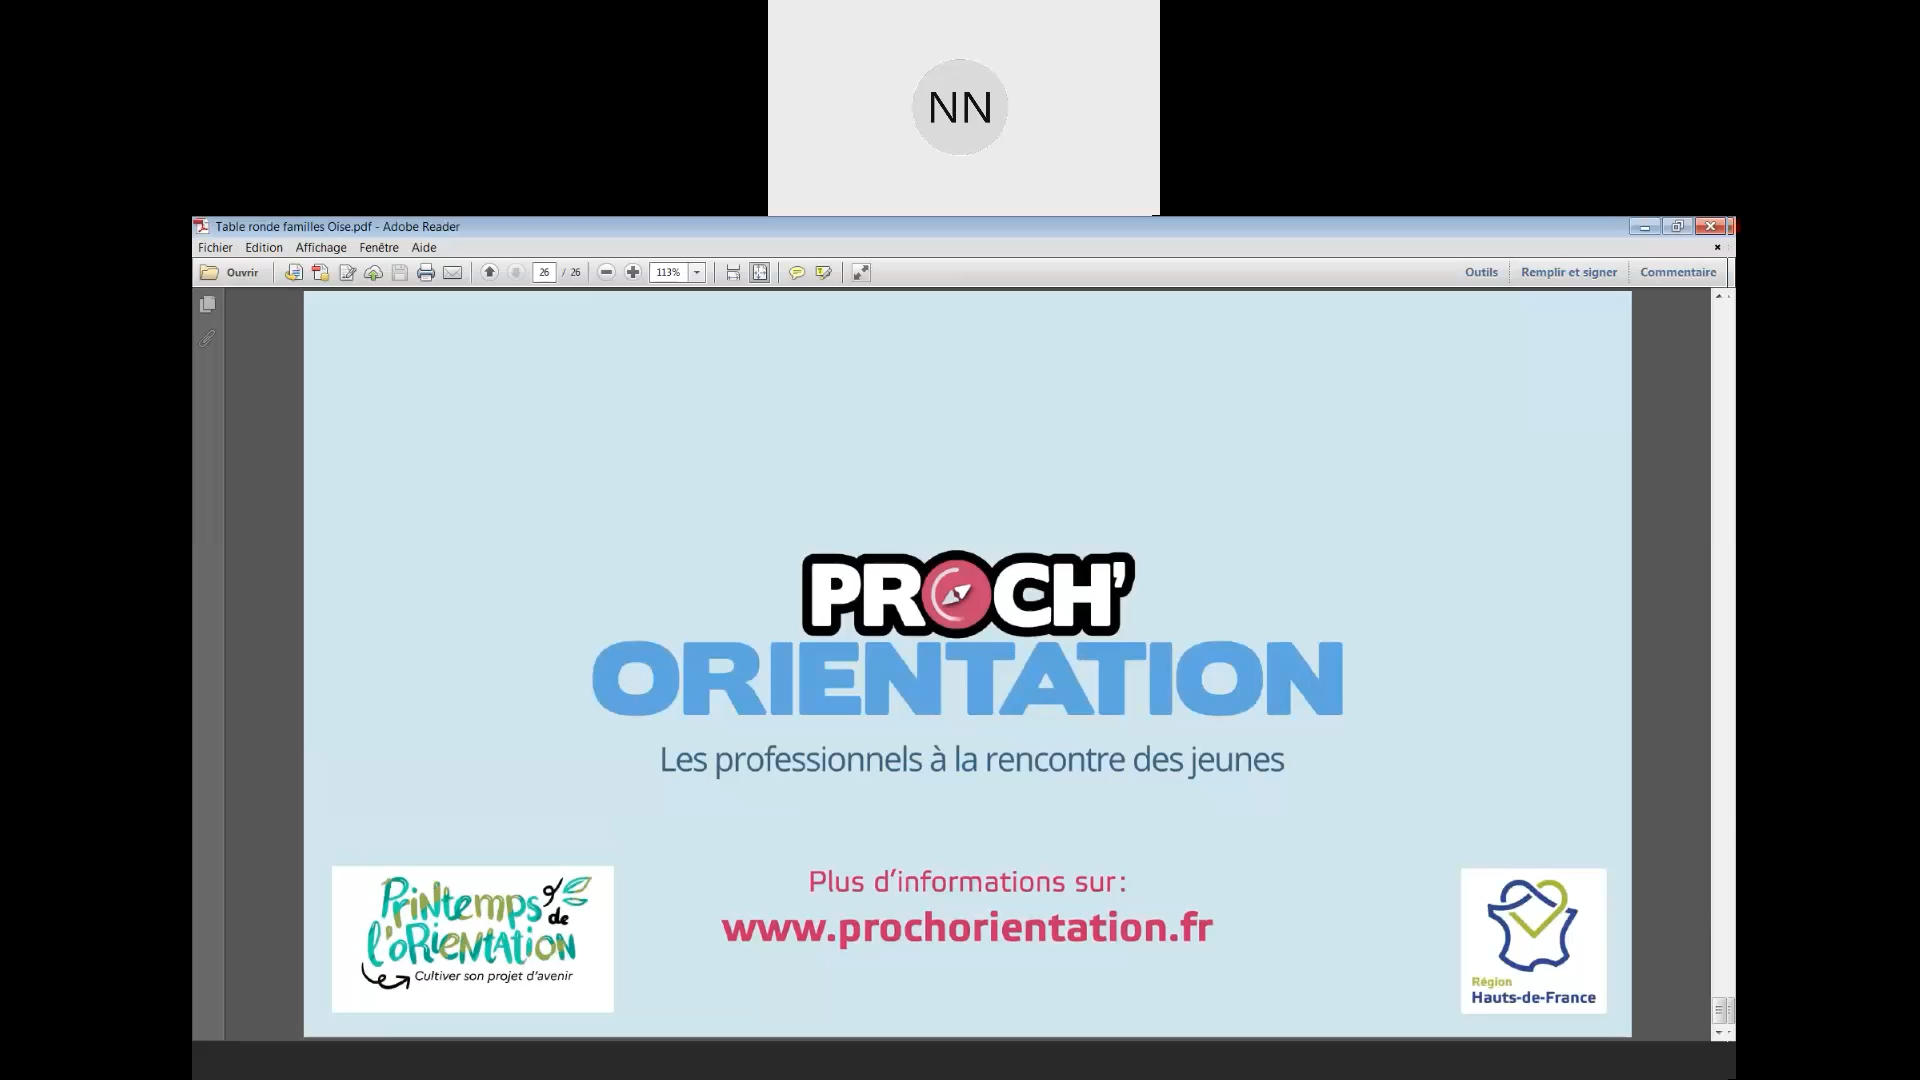 NN
Table ronde familles Oise.pdf - Adobe Reader
Fichier Edition Affichage Fenêtre Aide
Ouvrir 26 / 26 113% Outils Remplir et signer Commentaire
PROCH'
ORIENTATION
Les professionnels à la rencontre des jeunes
Plus d'informations sur :
www.prochorientation.fr
Printemps de
l'orientation
Cultiver son projet d'avenir
Région
Hauts-de-France